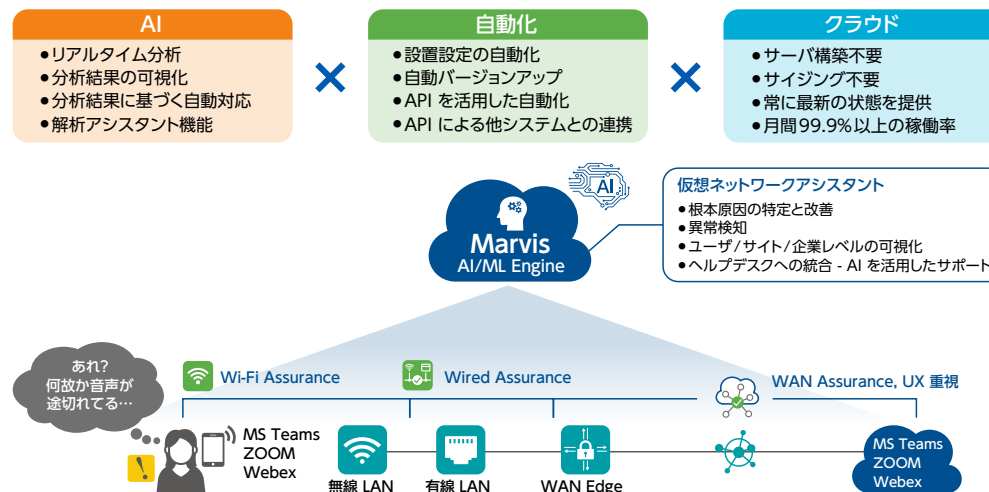 AI
●リアルタイム分析
●分析結果の可視化
●分析結果に基づく自動対応
●解析アシスタント機能
×
自動化
●設置設定の自動化
●自動バージョンアップ
●API を活用した自動化
●API による他システムとの連携
×
クラウド
●サーバ構築不要
●サイジング不要
●常に最新の状態を提供
●月間99.9%以上の稼働率
AI
Marvis
AI/ML Engine
仮想ネットワークアシスタント
●根本原因の特定と改善
●異常検知
●ユーザ/サイト/企業レベルの可視化
●ヘルプデスクへの統合 - AI を活用したサポート
あれ?
何故か音声が
途切れてる…
Wi-Fi Assurance
Wired Assurance
WAN Assurance, UX 重視
!
MS Teams
ZOOM
Webex
無線 LAN
有線 LAN
WAN Edge
MS Teams
ZOOM
Webex